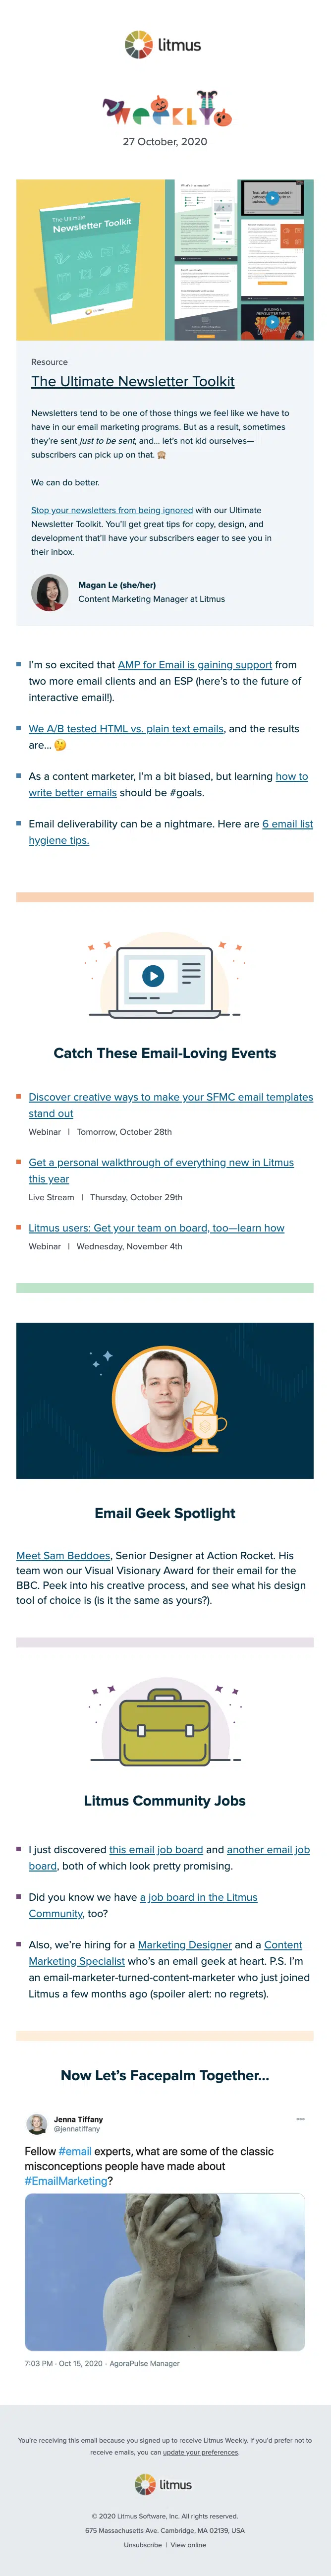 litmus
WEEKLY
27 October, 2020
The Ultimate
Newsletter Toolkit
Resource
The Ultimate Newsletter Toolkit
Newsletters tend to be one of those things we feel like we have to
have in our email marketing programs. But as a result, sometimes
they're sent just to be sent, and... let's not kid ourselves—
subscribers can pick up on that. 🙈
We can do better.
Stop your newsletters from being ignored with our Ultimate
Newsletter Toolkit. You'll get great tips for copy, design, and
development that'll have your subscribers eager to see you in
their inbox.
Magan Le (she/her)
Content Marketing Manager at Litmus
I'm so excited that AMP for Email is gaining support from
two more email clients and an ESP (here's to the future of
interactive email!).
We A/B tested HTML vs. plain text emails, and the results
are... 🤔
As a content marketer, I'm a bit biased, but learning how to
write better emails should be #goals.
Email deliverability can be a nightmare. Here are 6 email list
hygiene tips.
Catch These Email-Loving Events
Discover creative ways to make your SFMC email templates
stand out
Webinar | Tomorrow, October 28th
Get a personal walkthrough of everything new in Litmus
this year
Live Stream | Thursday, October 29th
Litmus users: Get your team on board, too—learn how
Webinar | Wednesday, November 4th
Email Geek Spotlight
Meet Sam Beddoes, Senior Designer at Action Rocket. His
team won our Visual Visionary Award for their email for the
BBC. Peek into his creative process, and see what his design
tool of choice is (is it the same as yours?).
Litmus Community Jobs
I just discovered this email job board and another email job
board, both of which look pretty promising.
Did you know we have a job board in the Litmus
Community, too?
Also, we're hiring for a Marketing Designer and a Content
Marketing Specialist who's an email geek at heart. P.S. I'm
an email-marketer-turned-content-marketer who just joined
Litmus a few months ago (spoiler alert: no regrets).
Now Let's Facepalm Together...
Jenna Tiffany
@jennatiffany
Fellow #email experts, what are some of the classic
misconceptions people have made about
#EmailMarketing?
7:03 PM · Oct 15, 2020 · AgoraPulse Manager
You're receiving this email because you signed up to receive Litmus Weekly. If you'd prefer not to
receive emails, you can update your preferences.
litmus
© 2020 Litmus Software, Inc. All rights reserved.
675 Massachusetts Ave. Cambridge, MA 02139, USA
Unsubscribe | View online